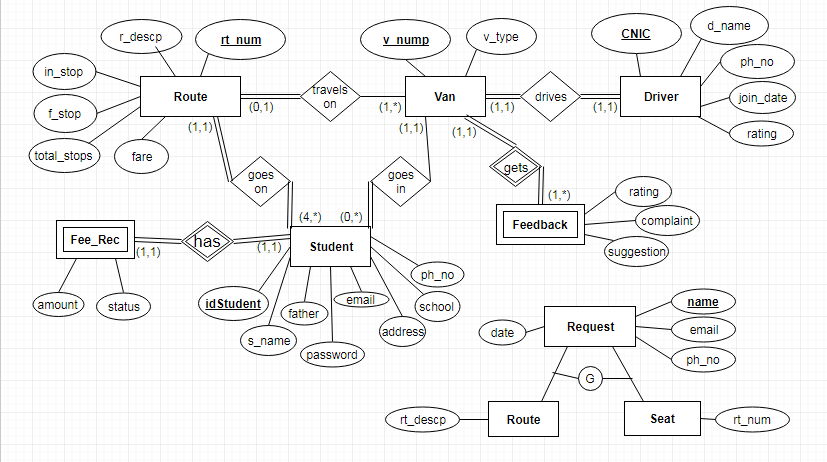 r_descp
rt_num
v_nump
v_type
CNIC
d_name
in_stop
ph_no
Route
travels
on
Van
drives
Driver
join_date
(0,1)
(1,*)
(1,1)
(1,1)
f_stop
(1,1)
(1,1)
(1,1)
rating
total_stops
fare
goes
on
goes
in
gets
rating
(1,*)
(4,*)
(0,*)
complaint
Feedback
suggestion
Fee_Rec
has
(1,1)
(1,1)
Student
ph_no
amount
status
idStudent
father
email
school
s_name
address
password
name
date
Request
email
ph_no
G
rt_descp
Route
Seat
rt_num